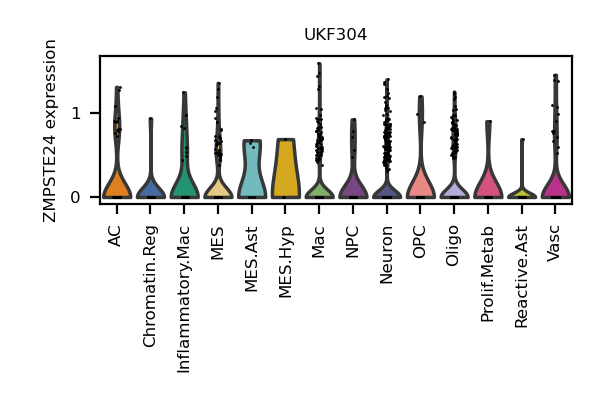 UKF304
ZMPSTE24 expression
1
0
AC
Chromatin.Reg
Inflammatory.Mac
MES
MES.Ast
MES.Hyp
Mac
NPC
Neuron
OPC
Oligo
Prolif.Metab
Reactive.Ast
Vasc